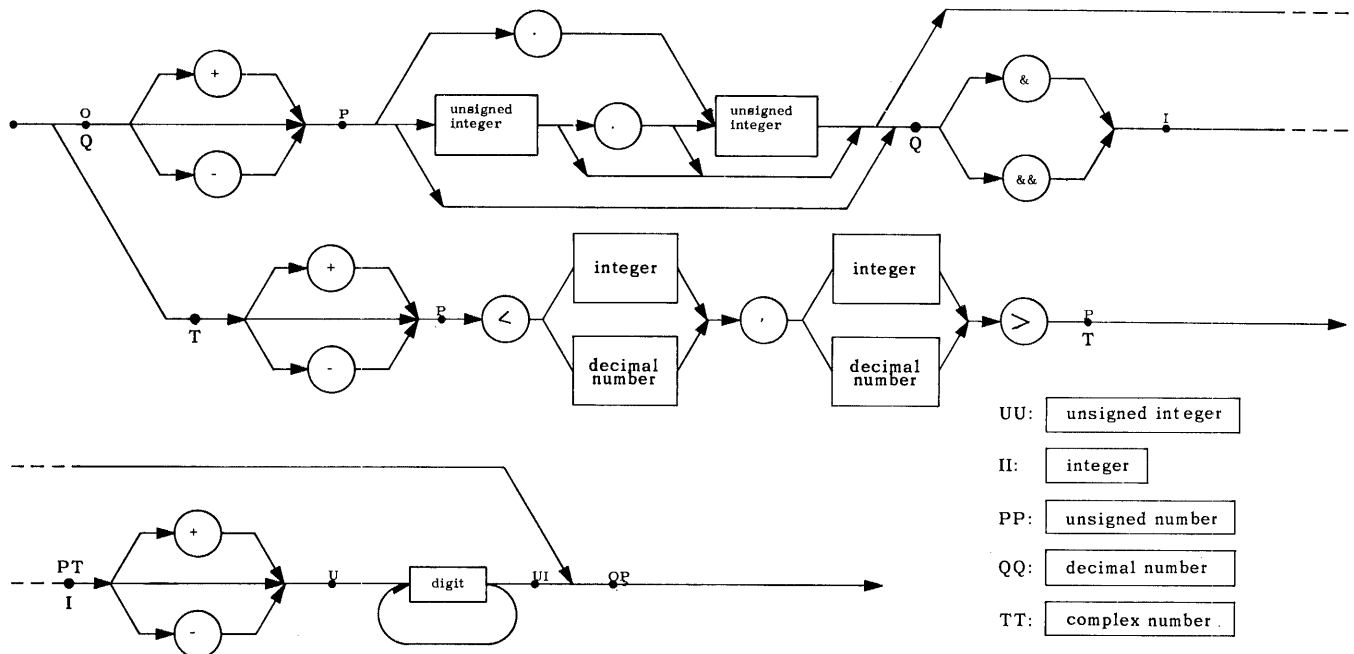 .
+
&
unsigned
integer
.
unsigned
integer
O
Q
P
Q
I
-
&&
+
integer
integer
T
P
<
,
>
P
T
-
decimal
number
decimal
number
UU: unsigned integer
II: integer
PP: unsigned number
QQ: decimal number
TT: complex number .
+
PT
I
U
digit
UI
OP
-